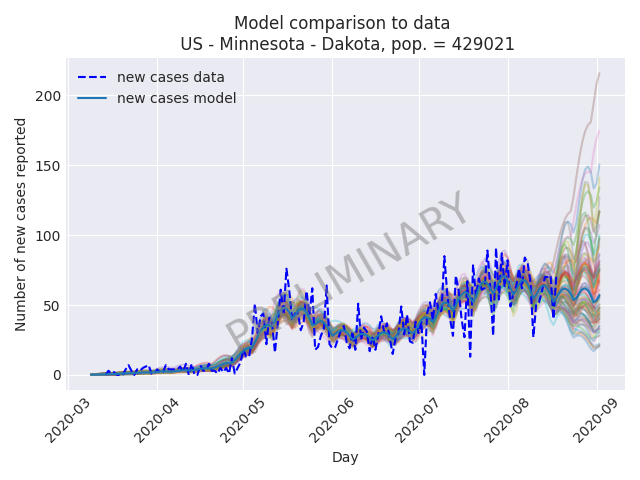 Model comparison to data
US - Minnesota - Dakota, pop. = 429021
new cases data
new cases model
Number of new cases reported
200
150
100
50
0
PRELIMINARY
2020-03
2020-04
2020-05
2020-06
2020-07
2020-08
2020-09
Day